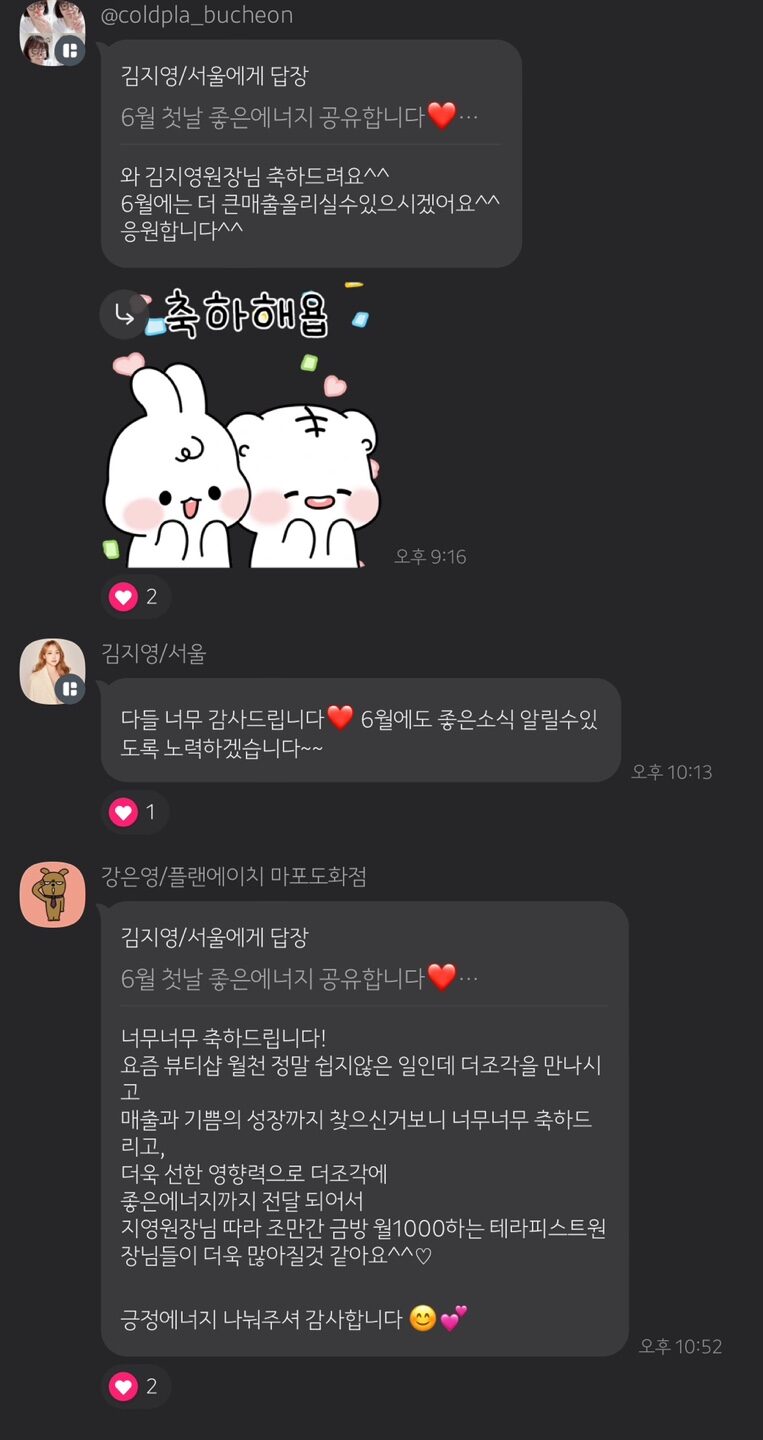 @coldpla_bucheon
김지영/서울에게 답장
6월 첫날 좋은에너지 공유합니다❤️…
와 김지영원장님 축하드려요^^
6월에는 더 큰매출올리실수있으시겠어요^^
응원합니다^^
축하해욥
오후 9:16
2
김지영/서울
다들 너무 감사드립니다❤️ 6월에도 좋은소식 알릴수있
도록 노력하겠습니다~~
오후 10:13
1
강은영/플랜에이치 마포도화점
김지영/서울에게 답장
6월 첫날 좋은에너지 공유합니다❤️…
너무너무 축하드립니다!
요즘 뷰티샵 월천 정말 쉽지않은 일인데 더조각을 만나시
고
매출과 기쁨의 성장까지 찾으신거보니 너무너무 축하드
리고,
더욱 선한 영향력으로 더조각에
좋은에너지까지 전달 되어서
지영원장님 따라 조만간 금방 월1000하는 테라피스트원
장님들이 더욱 많아질것 같아요^^♡
긍정에너지 나눠주셔 감사합니다 😊💕
오후 10:52
2